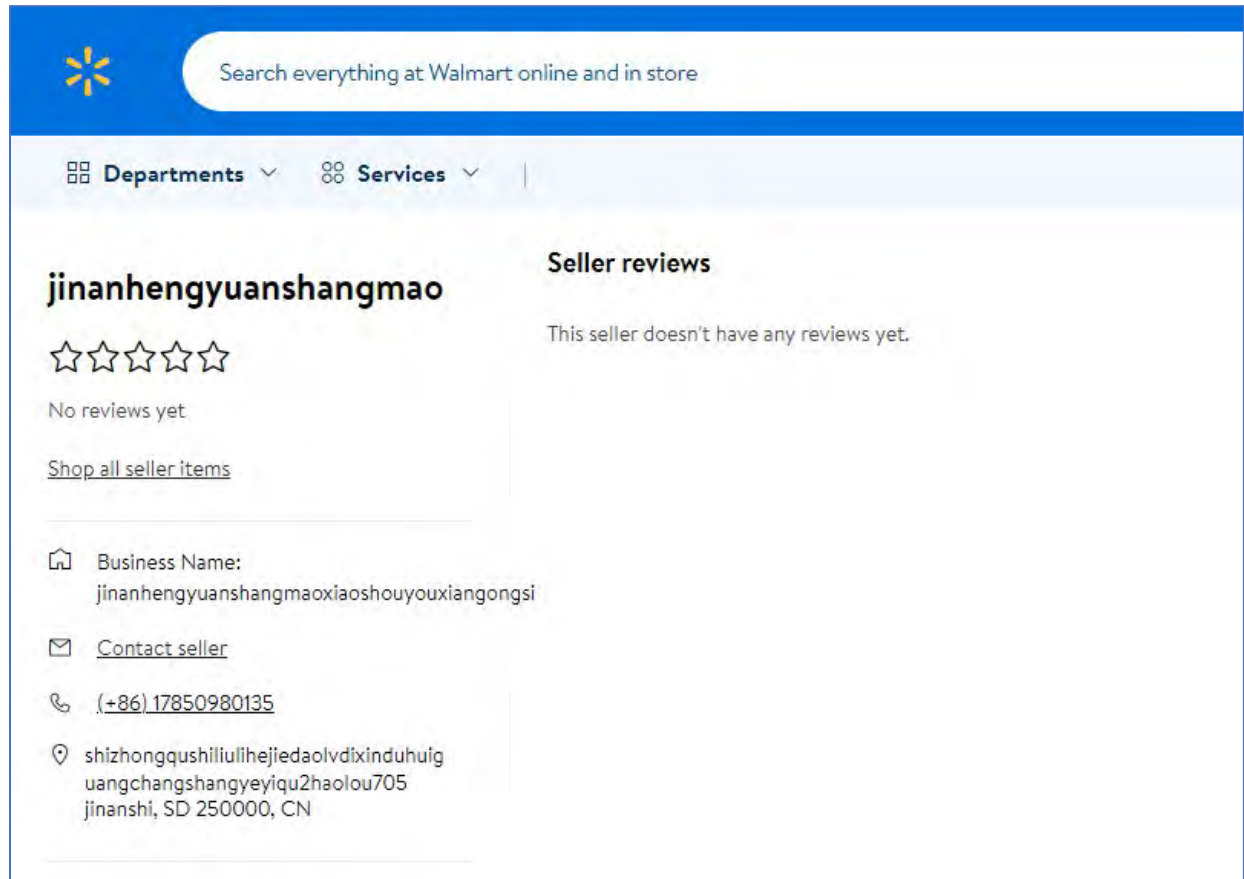 Search everything at Walmart online and in store
Departments
Services
jinanhengyuanshangmao
No reviews yet
Shop all seller items
Business Name:
jinanhengyuanshangmaoxiaoshouyouxiangongsi
Contact seller
(+86) 17850980135
shizhongqushiliulihejiedaolvdixinduhuig
uangchangshangyeyiqu2haolou705
jinanshi, SD 250000, CN
Seller reviews
This seller doesn't have any reviews yet.